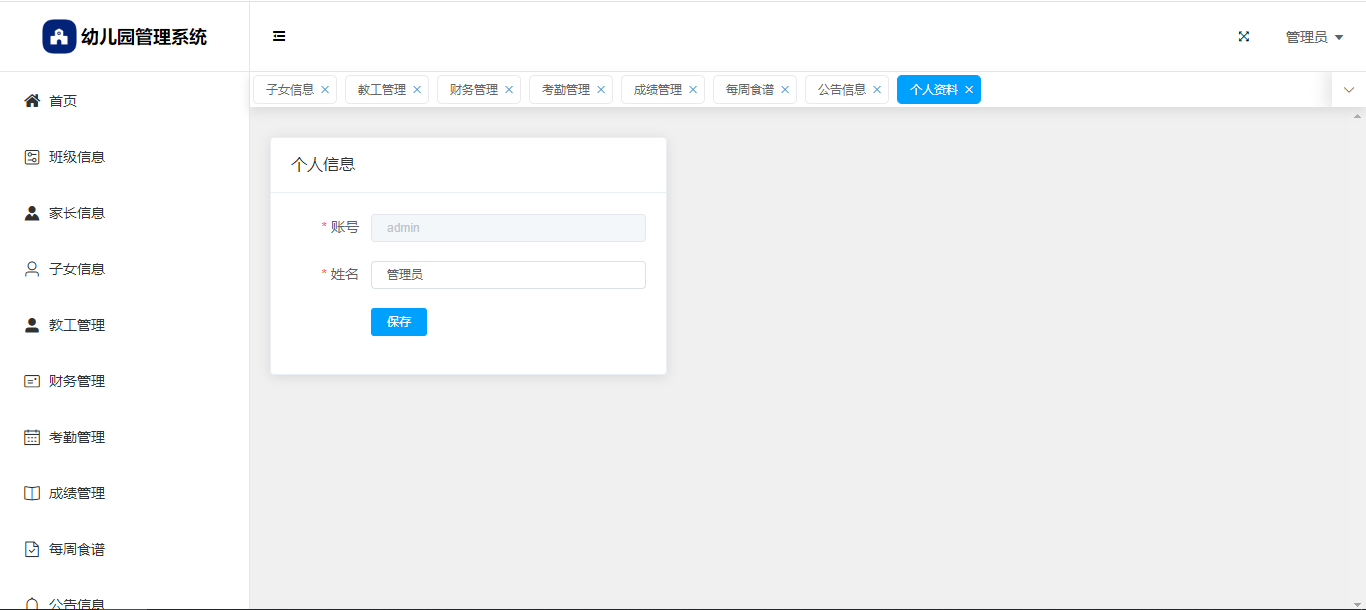 幼儿园管理系统
管理员
首页
班级信息
家长信息
子女信息
教工管理
财务管理
考勤管理
成绩管理
每周食谱
公告信息
子女信息 教工管理 财务管理 考勤管理 成绩管理 每周食谱 公告信息 个人资料
个人信息
* 账号 admin
* 姓名 管理员
保存